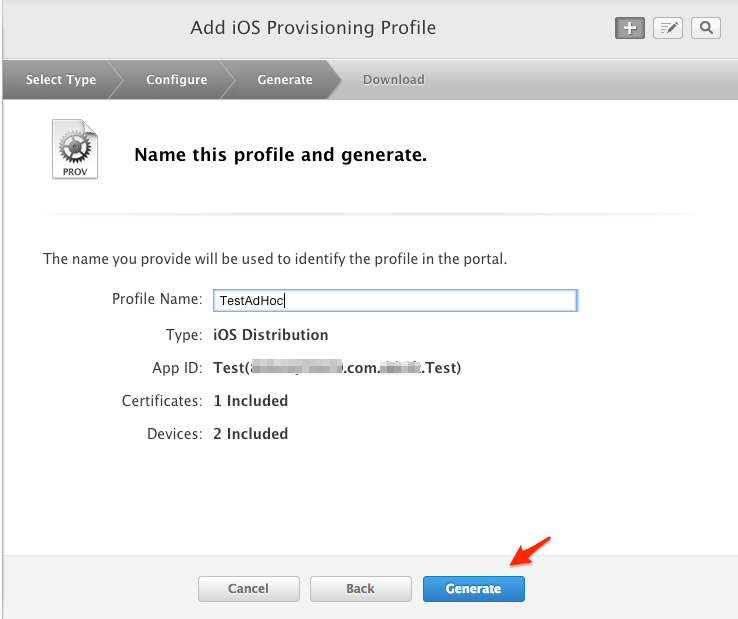 Add iOS Provisioning Profile
Select Type Configure Generate Download
PROV
Name this profile and generate.
The name you provide will be used to identify the profile in the portal.
Profile Name: TestAdHoc
Type: iOS Distribution
App ID: Test( .com. .Test)
Certificates: 1 Included
Devices: 2 Included
Cancel Back Generate